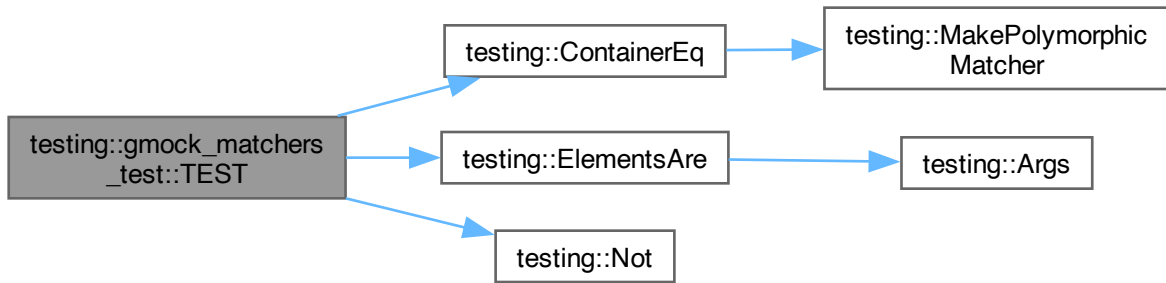 testing::gmock_matchers
_test::TEST
testing::ContainerEq
testing::MakePolymorphic
Matcher
testing::ElementsAre
testing::Args
testing::Not